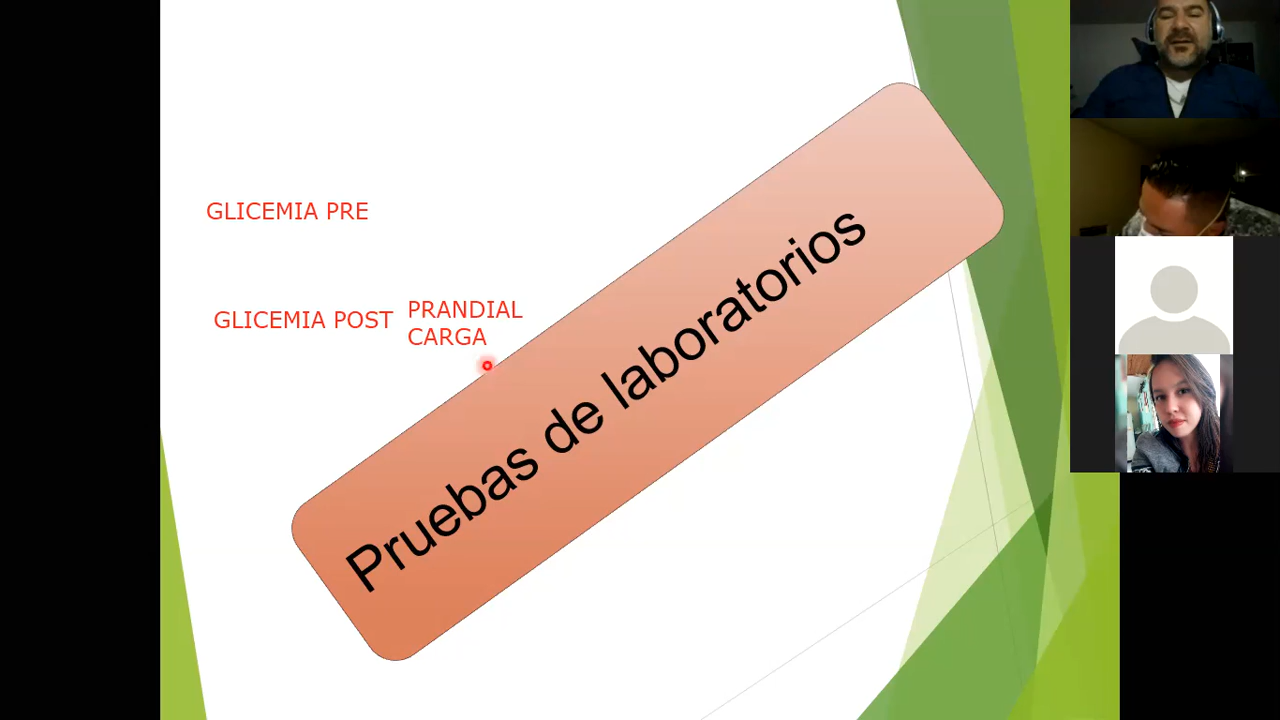 GLICEMIA PRE
GLICEMIA POST
PRANDIAL
CARGA
Pruebas de laboratorios